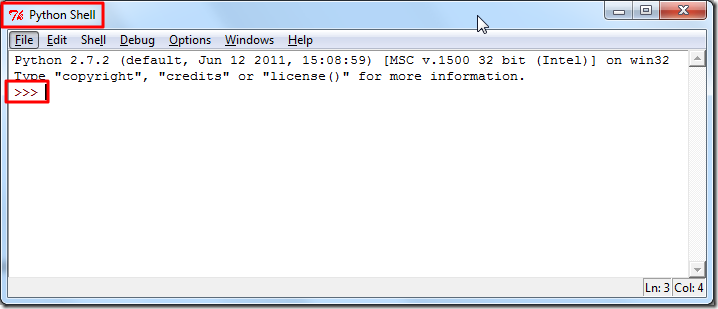 Python Shell
File Edit Shell Debug Options Windows Help
Python 2.7.2 (default, Jun 12 2011, 15:08:59) [MSC v.1500 32 bit (Intel)] on win32
Type "copyright", "credits" or "license()" for more information.
>>>
Ln: 3 Col: 4